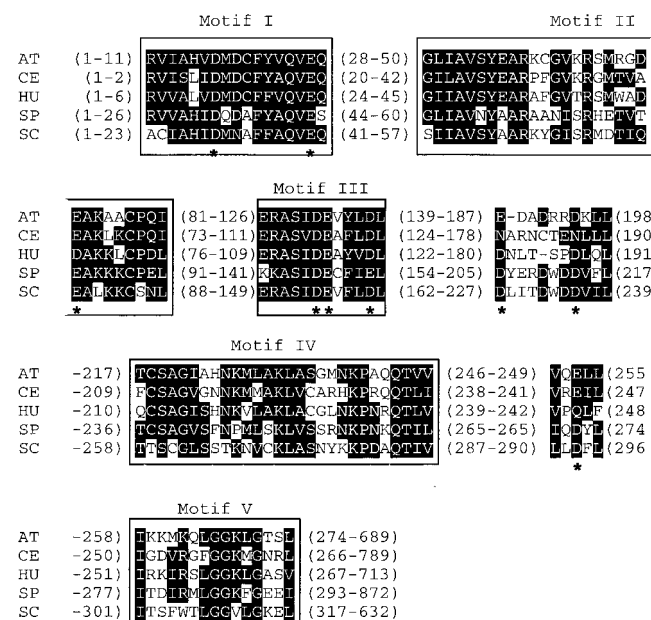 Motif I Motif II
AT (1-11) RVIAHVDMDCFYVQVEQ (28-50) GLIAVSYEARKCGVKRSMRGD
CE (1-2) RVISLIDMDCFYAQVEQ (20-42) GILAVSYEARPFGVKRGMTVA
HU (1-6) RVVALVDMDCFFVQVEQ (24-45) GIIAVSYEARAFGVTRSMWAD
SP (1-26) RVVAHIDQDAFYAQVES (44-60) GLIAVNYAARAANISRHETVT
SC (1-23) ACIAHIDMNAFFAQVEQ (41-57) SIIAVSYAARKYGISRMDTIQ
* *
Motif III
AT EAKAACPQI (81-126) ERASIDEVYLDL (139-187) E-DADRRDKLL (198
CE EAKLKCPQI (73-111) ERASVDEAFLDL (124-178) NARNCTENLLL (190
HU DAKKLCPDL (76-109) ERASIDEAYVDL (122-180) DNLT-SPDLQL (191
SP EAKKKCPEL (91-141) KKASIDECFIEL (154-205) DYERDWDDVFL (217
SC EALKKCSNL (88-149) ERASIDEVFLDL (162-227) DLITDWDDVIL (239
* ** * * *
Motif IV
AT -217) TCSAGIAHNKMLAKLASGMNKPAQQTVV (246-249) VQELL (255
CE -209) FCSAGVGNNKMMAKLVCARHKPRQQTLI (238-241) VREIL (247
HU -210) QCSAGISHNKVLAKLACGLNKPNRQTLV (239-242) VPQLF (248
SP -236) TCSAGVSFNPMLSKLVSSRNKPNKQTIL (265-265) IQDYL (274
SC -258) TTSCGLSSTKNVCKLASNYKKPDAQTIV (287-290) LLDFL (296
*
Motif V
AT -258) IKKMKQLGGKLGTSL (274-689)
CE -250) IGDVRGFGGKMGNRL (266-789)
HU -251) IRKIRSLGGKLGASV (267-713)
SP -277) ITDIRMLGGKFGEEI (293-872)
SC -301) ITSFWTLGGVLGKEL (317-632)